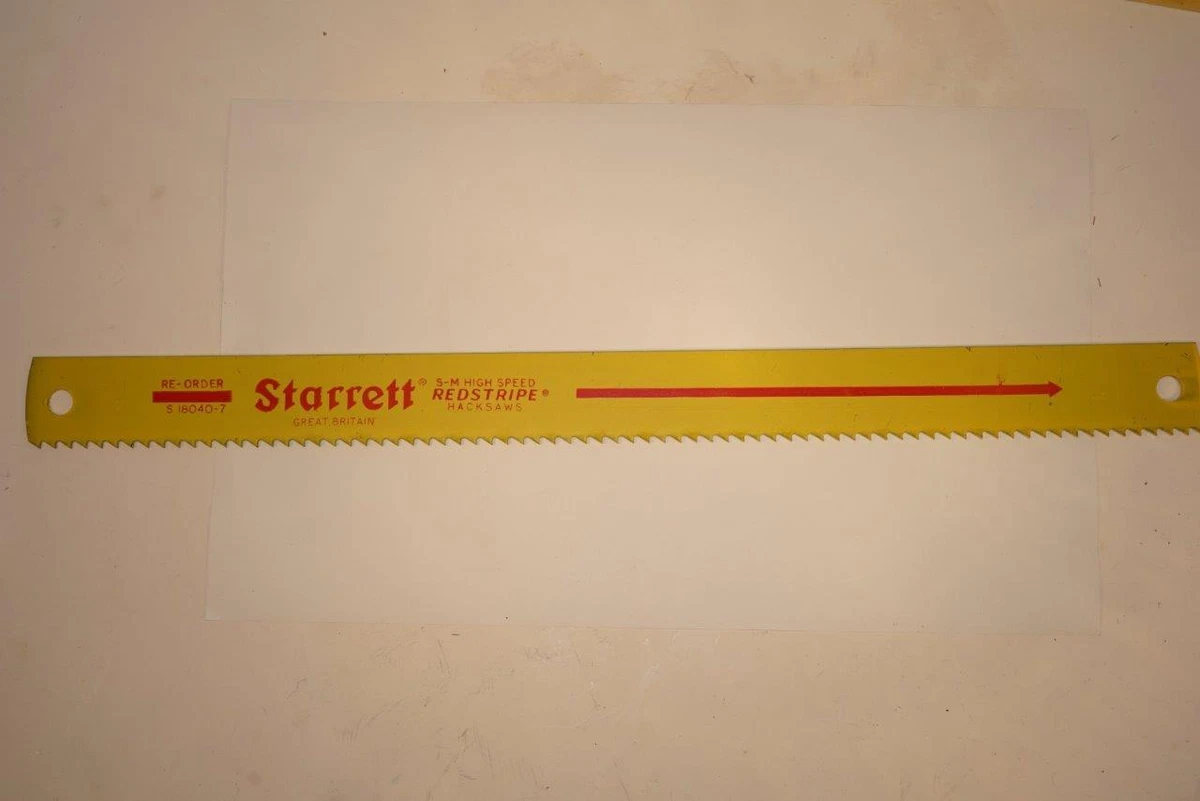 RE-ORDER
S 18040-7
Starrett®
GREAT BRITAIN
S-M HIGH SPEED
REDSTRIPE®
HACKSAWS